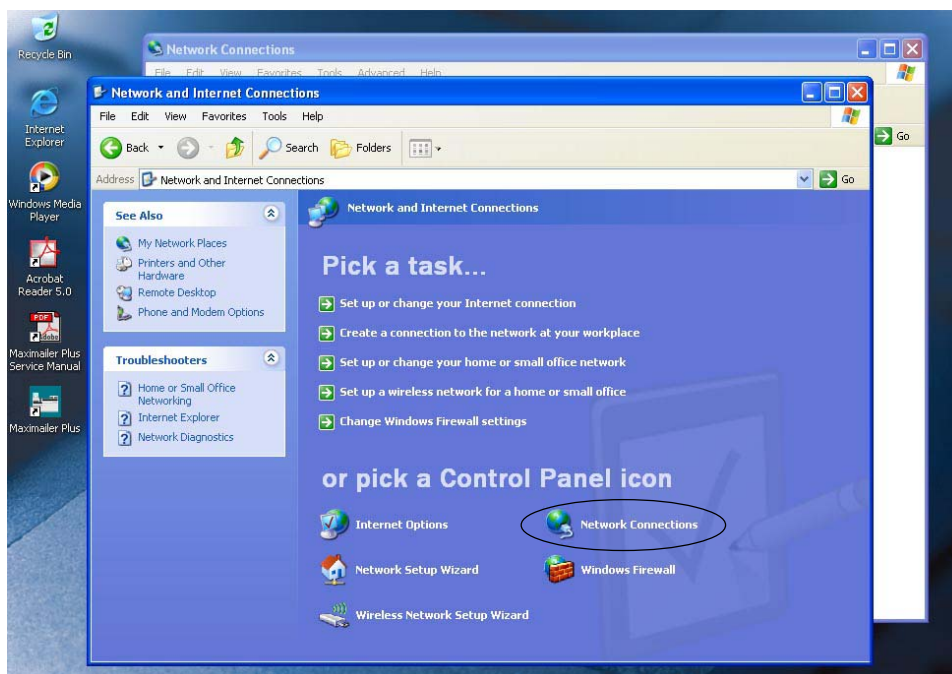 Recycle Bin
Internet
Explorer
Windows Media
Player
Acrobat
Reader 5.0
PDF
Adobe
Maximailer Plus
Service Manual
Maximailer Plus
Network Connections
File Edit View Favorites Tools Advanced Help
Go
Network and Internet Connections
File Edit View Favorites Tools Help
Back Search Folders
Address Network and Internet Connections Go
See Also
My Network Places
Printers and Other
Hardware
Remote Desktop
Phone and Modem Options
Troubleshooters
Home or Small Office
Networking
Internet Explorer
Network Diagnostics
Network and Internet Connections
Pick a task...
Set up or change your Internet connection
Create a connection to the network at your workplace
Set up or change your home or small office network
Set up a wireless network for a home or small office
Change Windows Firewall settings
or pick a Control Panel icon
Internet Options
Network Connections
Network Setup Wizard
Windows Firewall
Wireless Network Setup Wizard